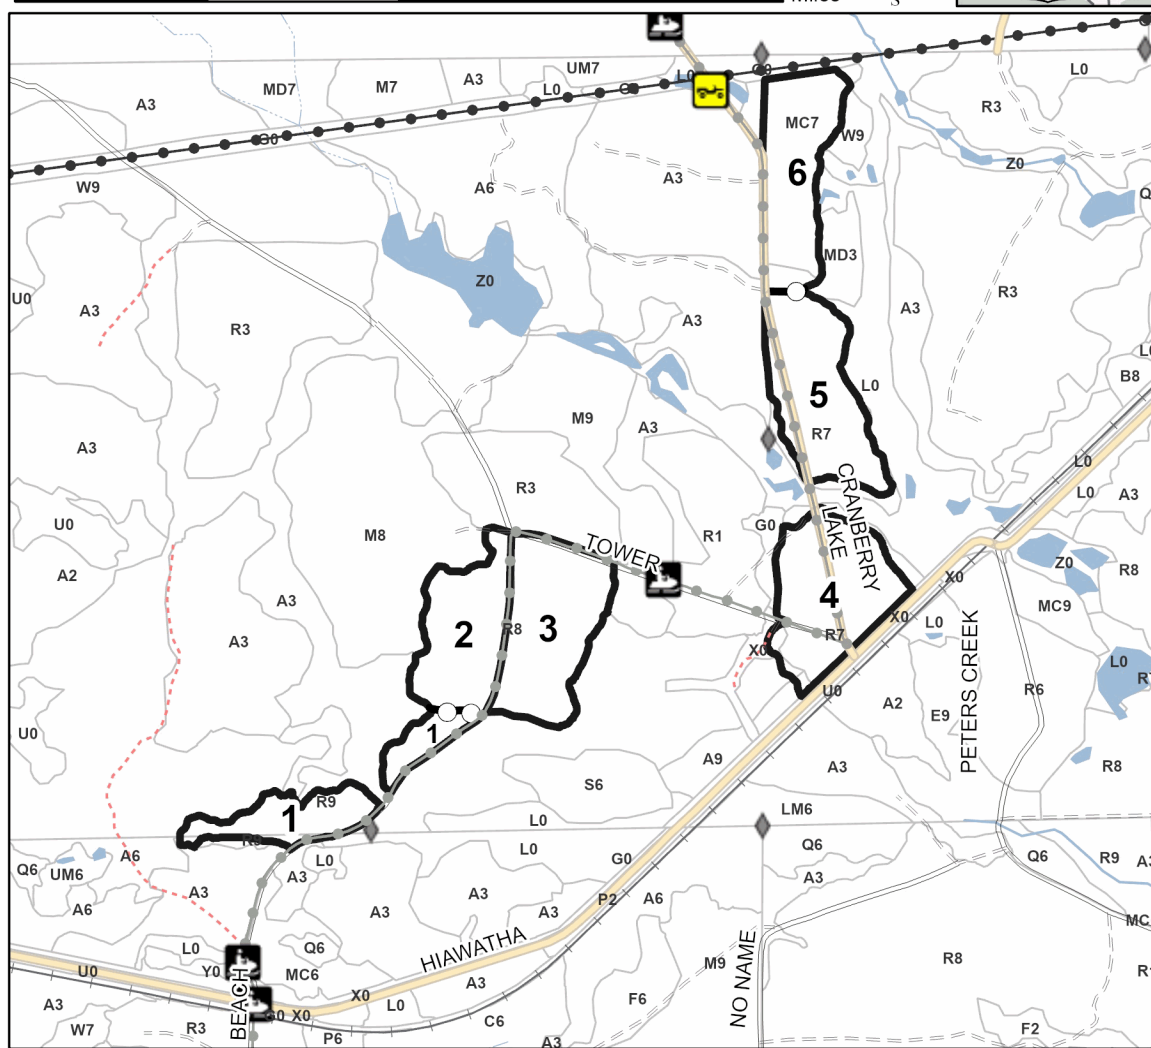 Miles
S
L0
G0
UM7
A3
M7
MD7
L0
G0
A3
L0
R3
G0
MC7
W9
Z0
W9
A6
A3
6
Q
MD3
Z0
U0
A3
R3
A3
A3
R3
L0
B8
5
L0
M9
A3
R7
A3
L0
L0
A3
R3
CRANBERRY
LAKE
U0
M8
R1
G0
TOWER
A2
A3
Z0
R8
X0
MC9
4
2
R8
3
A3
X0
L0
R7
X0
PETERS CREEK
L0
R7
U0
A2
R6
E9
U0
1
A9
A3
R8
S6
R9
1
LM6
L0
R9
L0
L0
A6
Q6
UM6
G0
Q6
Q6
R9
A3
A3
A3
A3
A3
A6
P2
A6
A3
A3
MC
HIAWATHA
NO NAME
L0
Q6
Y0
MC6
M9
R8
U0
BEACH
A3
X0
L0
F6
A3
G0
X0
C6
W7
R3
P6
A3
F2